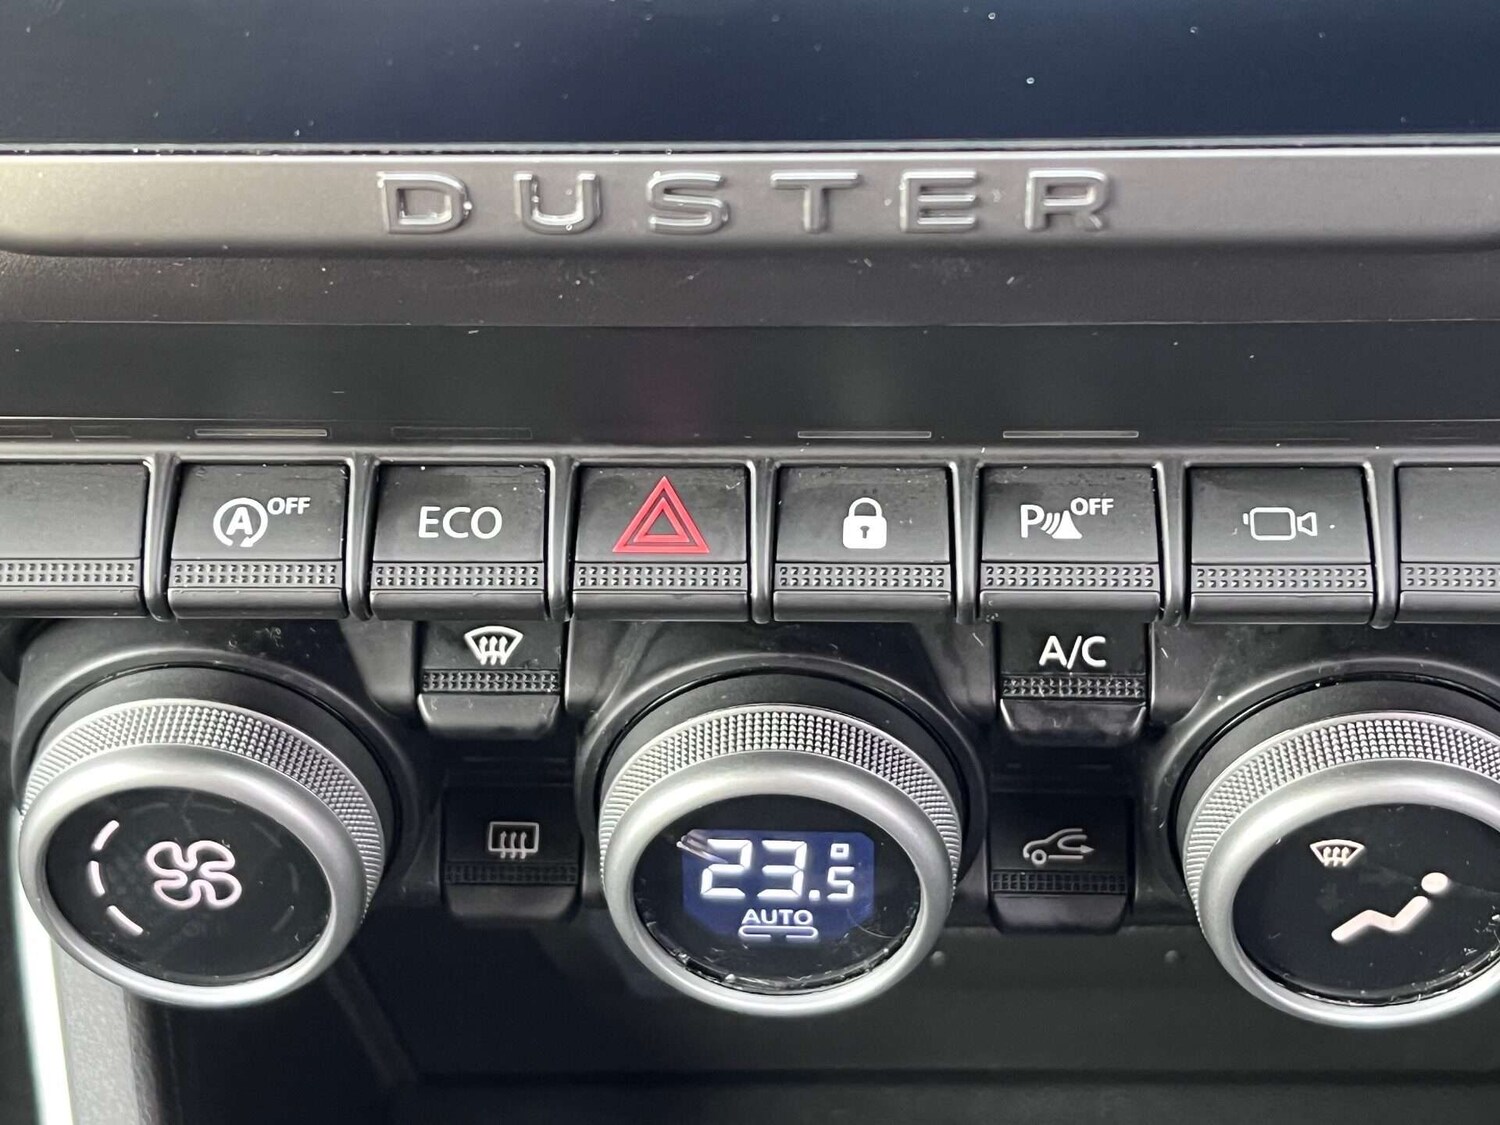 DUSTER
A OFF
ECO
P OFF
A/C
23.5°
AUTO